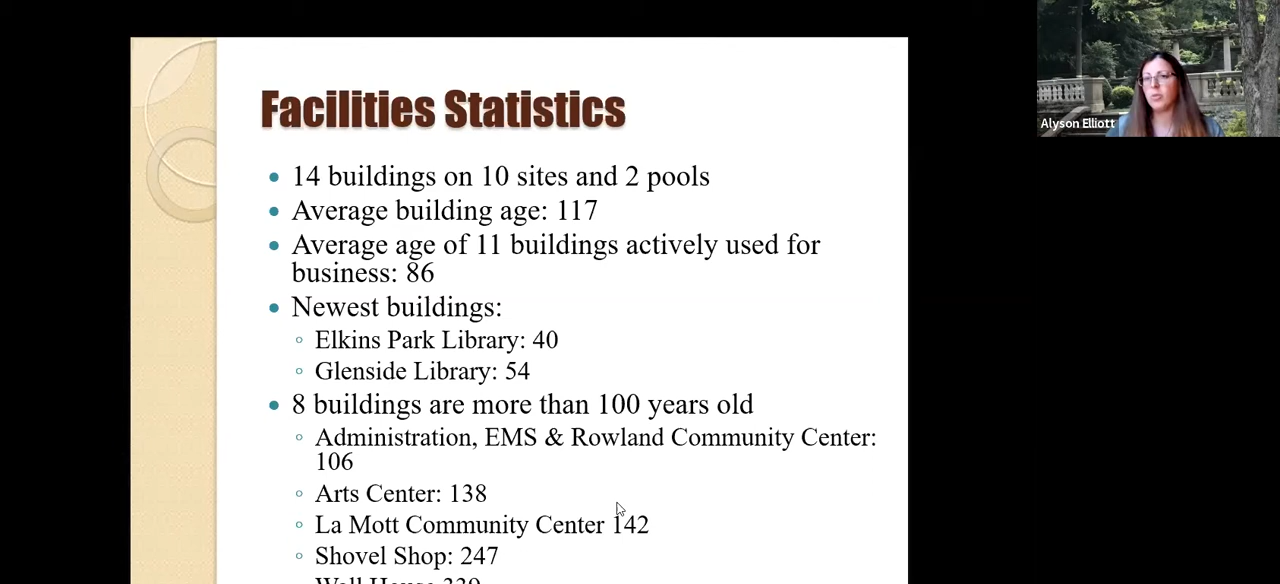 Facilities Statistics
14 buildings on 10 sites and 2 pools
Average building age: 117
Average age of 11 buildings actively used for
business: 86
Newest buildings:
Elkins Park Library: 40
Glenside Library: 54
8 buildings are more than 100 years old
Administration, EMS & Rowland Community Center:
106
Arts Center: 138
La Mott Community Center 142
Shovel Shop: 247
Alyson Elliott